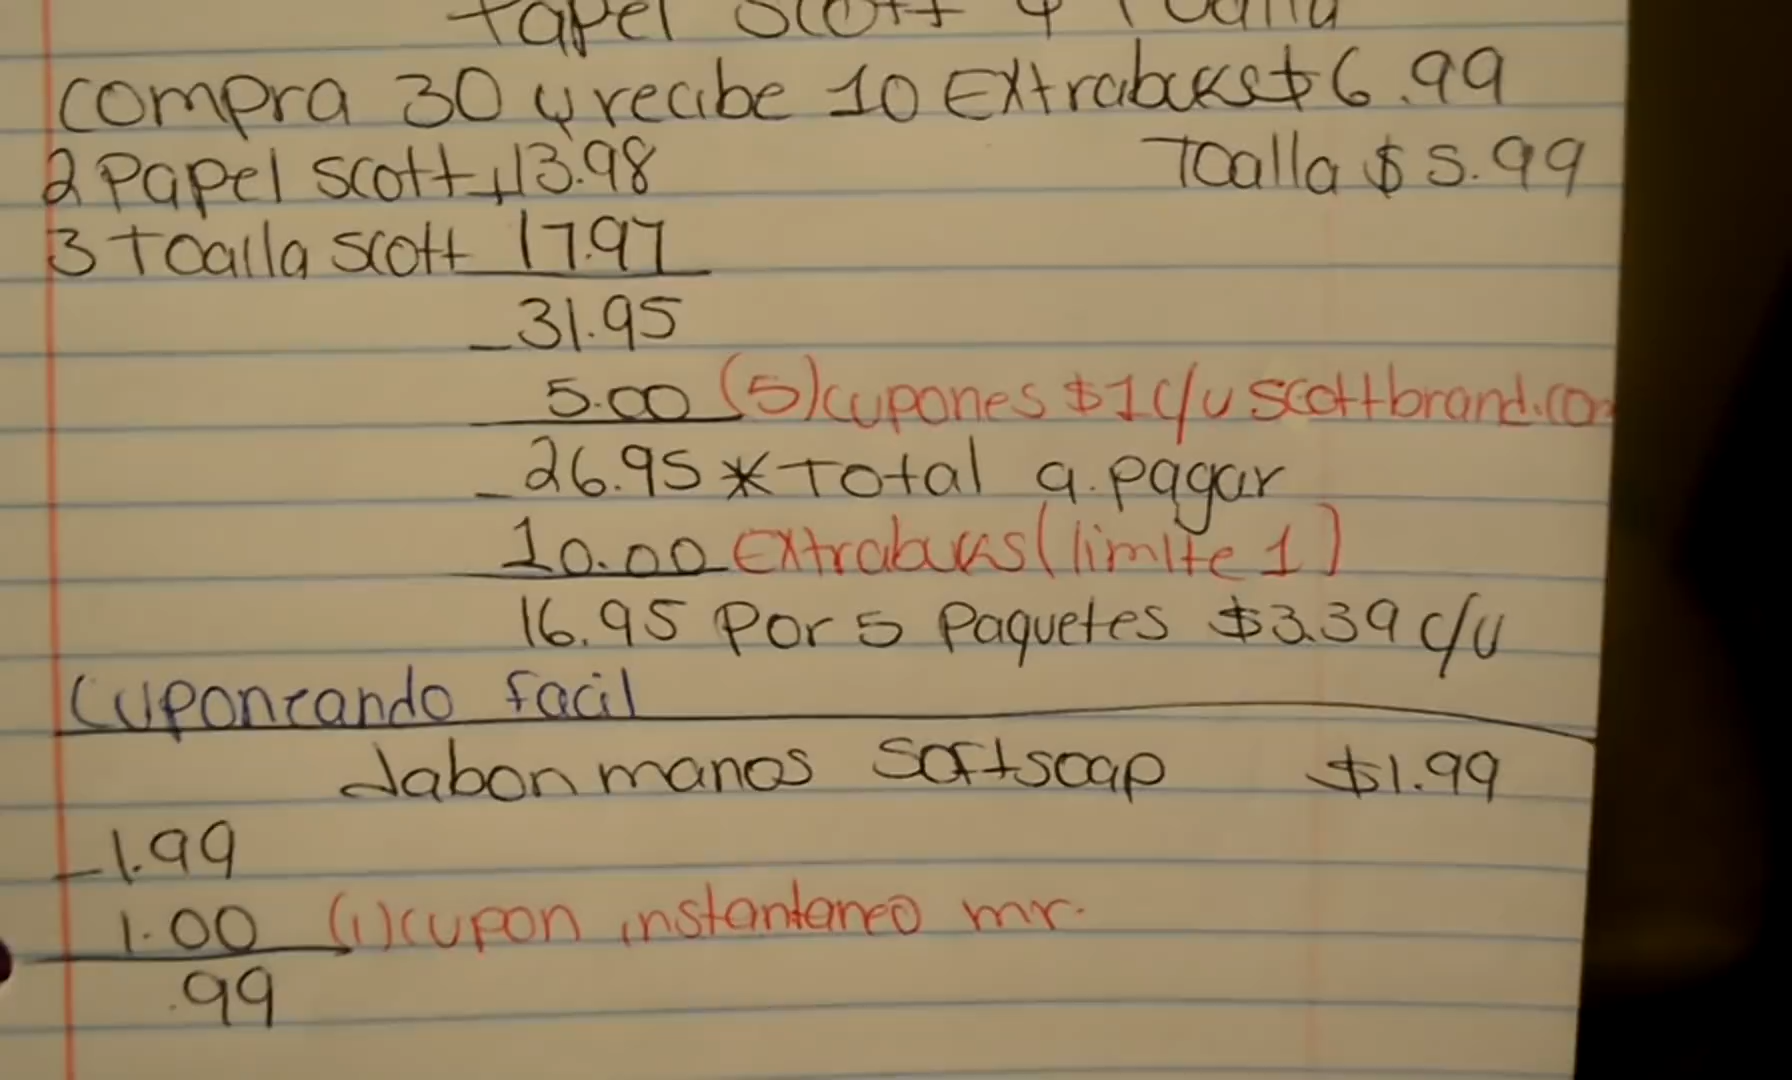 Papel Scott y Toalla
Compra 30 y recibe 10 Extrabucks $6.99
2 Papel scott + 13.98 Toalla $5.99
3 Toalla scott 17.97
31.95
- 5.00 (5) cupones $1 c/u scottbrand.com
26.95 * Total a pagar
- 10.00 Extrabucks (limite 1)
16.95 Por 5 Paquetes $3.39 c/u
Cuponeando facil
Jabon manos Softsoap $1.99
- 1.99
1.00 (1) cupon instantaneo mr.
.99